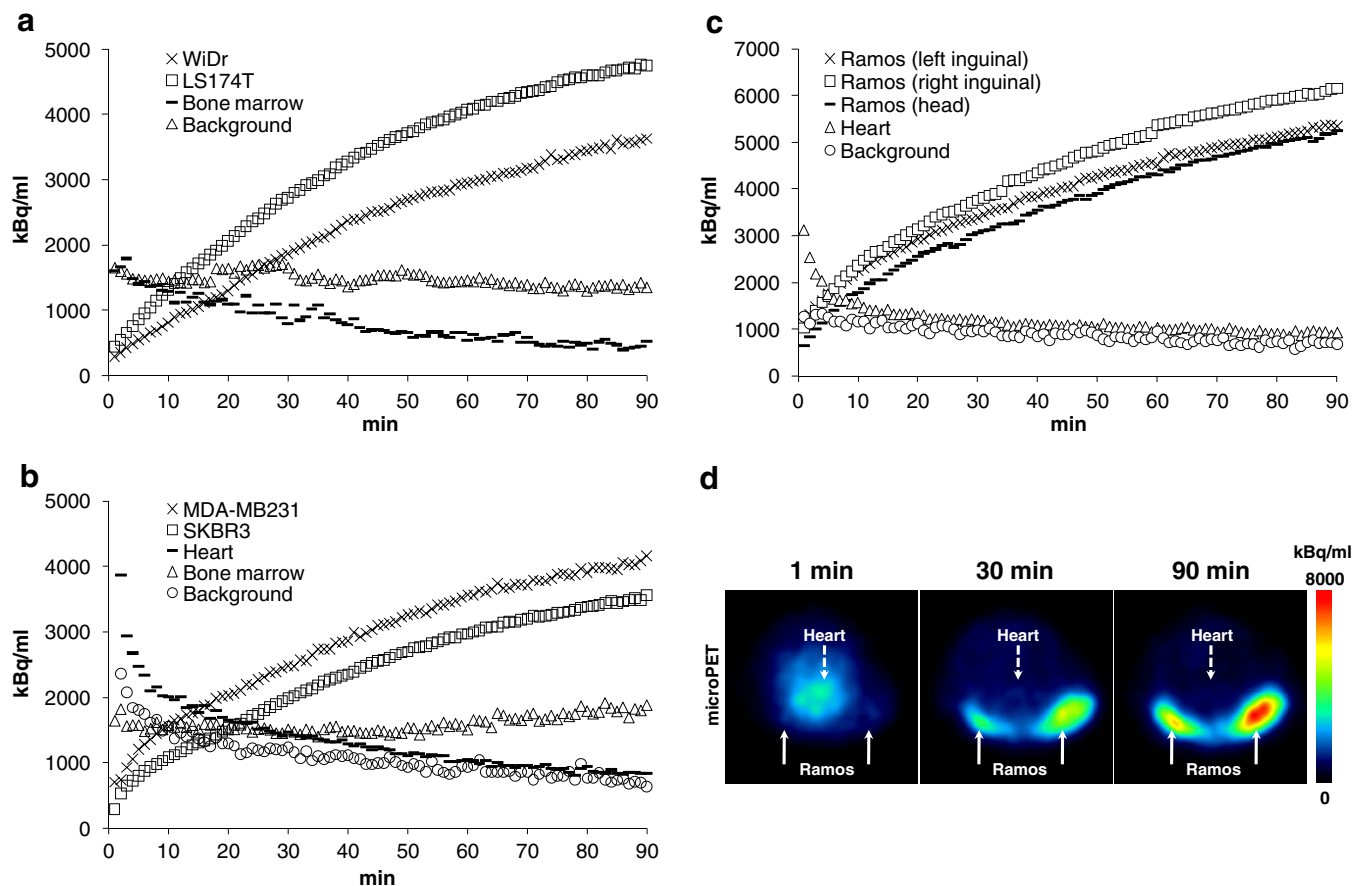 a
5000
4000
3000
2000
1000
0
kBq/ml
WiDr
LS174T
Bone marrow
Background
0 10 20 30 40 50 60 70 80 90
min
b
5000
4000
3000
2000
1000
0
kBq/ml
MDA-MB231
SKBR3
Heart
Bone marrow
Background
0 10 20 30 40 50 60 70 80 90
min
c
7000
6000
5000
4000
3000
2000
1000
0
kBq/ml
Ramos (left inguinal)
Ramos (right inguinal)
Ramos (head)
Heart
Background
0 10 20 30 40 50 60 70 80 90
min
d
kBq/ml
1 min 30 min 90 min 8000
microPET
Heart Heart Heart
Ramos Ramos Ramos
0